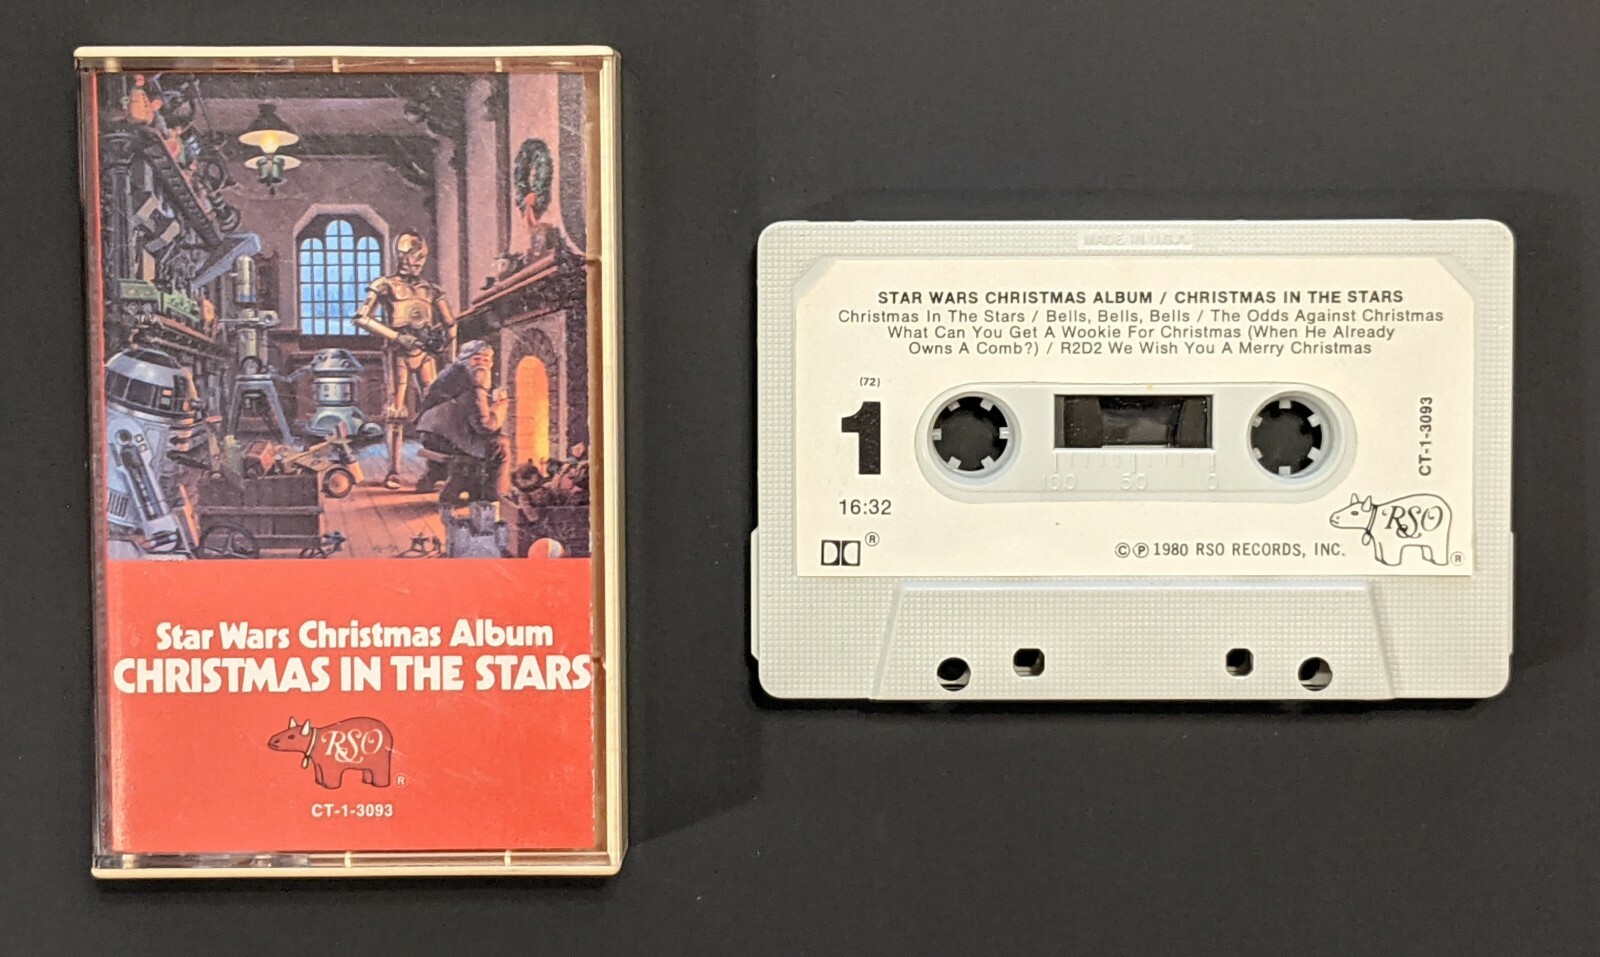 Star Wars Christmas Album
CHRISTMAS IN THE STARS
RSO
®
CT-1-3093
MADE IN U.S.A.
STAR WARS CHRISTMAS ALBUM / CHRISTMAS IN THE STARS
Christmas In The Stars / Bells, Bells, Bells / The Odds Against Christmas
What Can You Get A Wookie For Christmas (When He Already
Owns A Comb?) / R2D2 We Wish You A Merry Christmas
(72)
1
16:32
®
100 50 0
CT-1-3093
RSO
®
©℗ 1980 RSO RECORDS, INC.